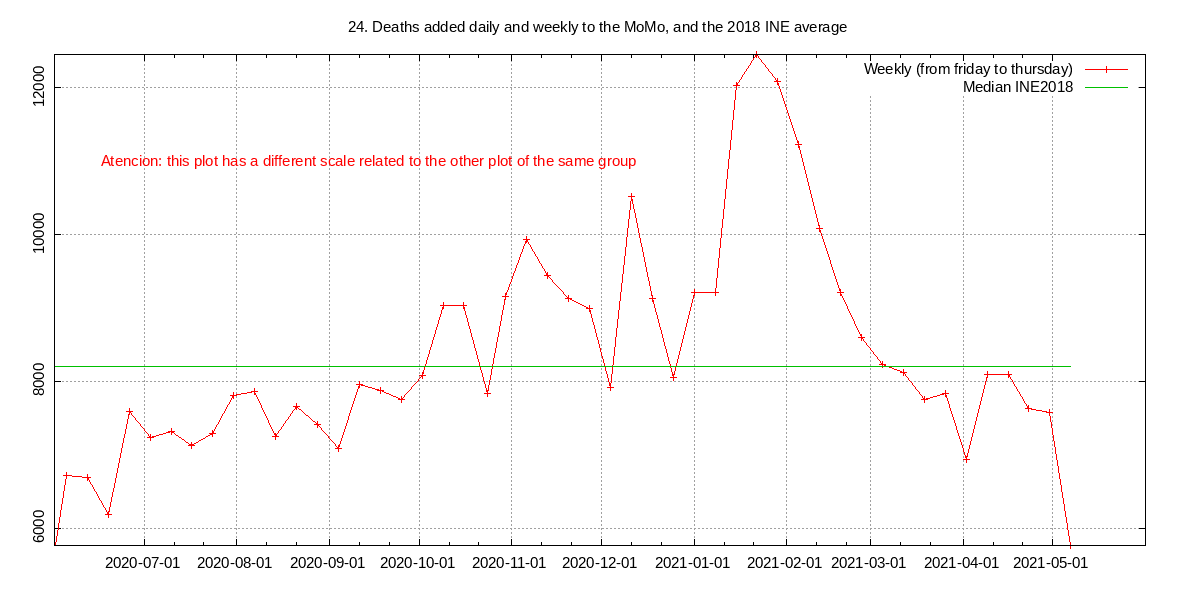 24. Deaths added daily and weekly to the MoMo, and the 2018 INE average
Weekly (from friday to thursday)
Median INE2018
Atencion: this plot has a different scale related to the other plot of the same group
12000
10000
8000
6000
2020-07-01 2020-08-01 2020-09-01 2020-10-01 2020-11-01 2020-12-01 2021-01-01 2021-02-01 2021-03-01 2021-04-01 2021-05-01